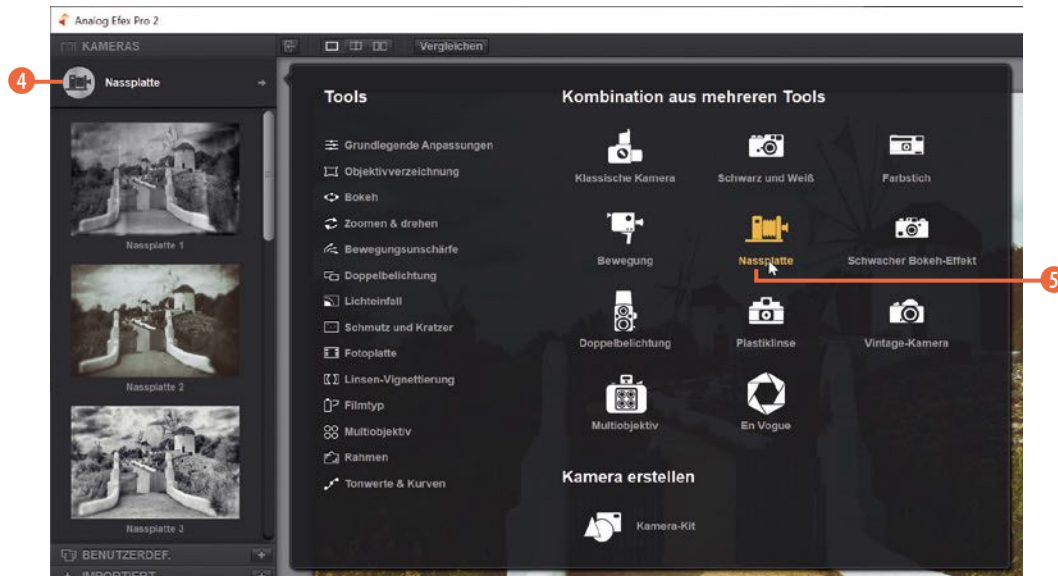 Analog Efex Pro 2
KAMERAS
Vergleichen
4
Nassplatte
Nassplatte 1
Nassplatte 2
Nassplatte 3
BENUTZERDEF.
IMPORTIERT
Tools
Grundlegende Anpassungen
Objektivverzeichnung
Bokeh
Zoomen & drehen
Bewegungsunschärfe
Doppelbelichtung
Lichteinfall
Schmutz und Kratzer
Fotoplatte
Linsen-Vignettierung
Filmtyp
Multiobjektiv
Rahmen
Tonwerte & Kurven
Kombination aus mehreren Tools
Klassische Kamera
Schwarz und Weiß
Farbstich
Bewegung
Nassplatte
Schwacher Bokeh-Effekt
5
Doppelbelichtung
Plastiklinse
Vintage-Kamera
Multiobjektiv
En Vogue
Kamera erstellen
Kamera-Kit